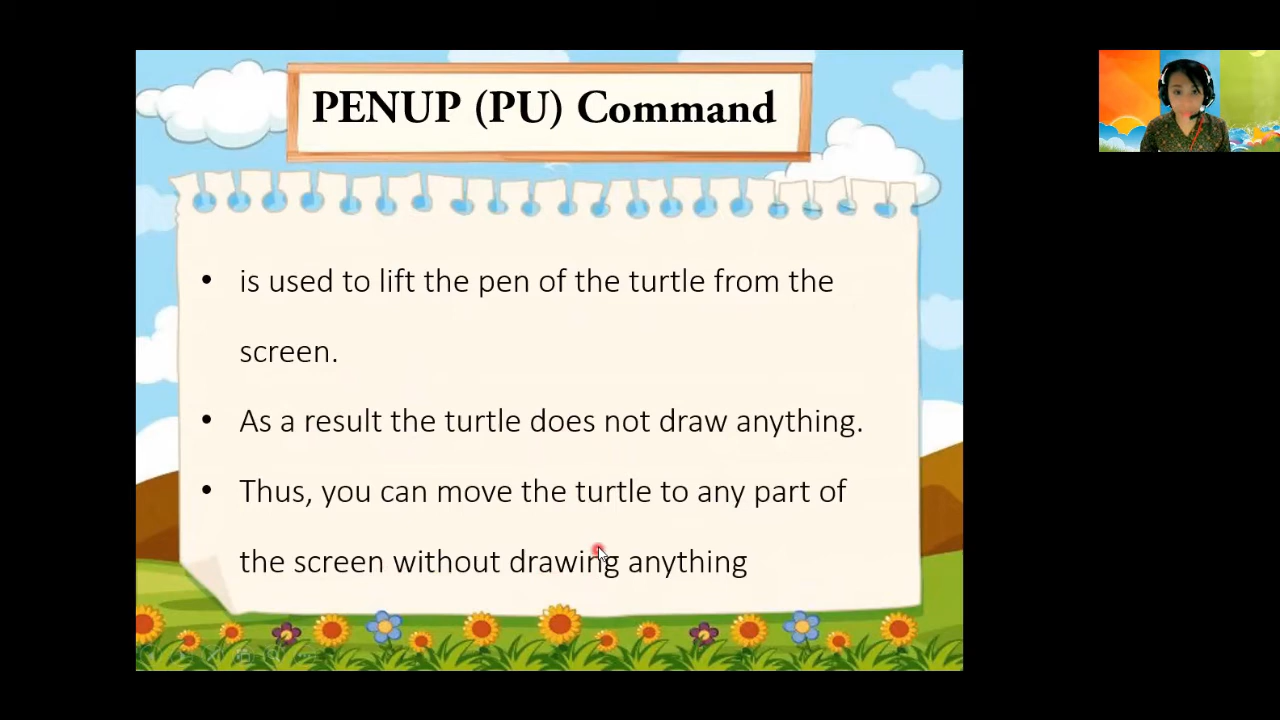 PENUP (PU) Command
• is used to lift the pen of the turtle from the
screen.
• As a result the turtle does not draw anything.
• Thus, you can move the turtle to any part of
the screen without drawing anything